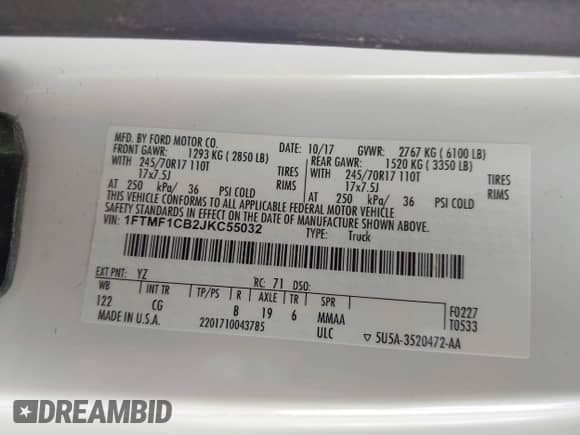 MFD. BY FORD MOTOR CO.
DATE: 10/17 GVWR: 2767 KG ( 6100 LB)
FRONT GAWR: 1293 KG ( 2850 LB) REAR GAWR: 1520 KG ( 3350 LB)
WITH 245/70R17 110T TIRES WITH 245/70R17 110T TIRES
17x7.5J RIMS 17x7.5J RIMS
AT 250 kPa/ 36 PSI COLD AT 250 kPa/ 36 PSI COLD
THIS VEHICLE CONFORMS TO ALL APPLICABLE FEDERAL MOTOR VEHICLE
SAFETY AND THEFT PREVENTION STANDARDS IN EFFECT ON THE DATE OF MANUFACTURE SHOWN ABOVE.
VIN: 1FTMF1CB2JKC55032 TYPE: Truck
EXT PNT: YZ RC: 71 DSO:
WB INT TR TP/PS R AXLE TR SPR
122 CG B 19 6 MMAA F0227
T0533
MADE IN U.S.A. 2201710043785 ULC ▽ 5U5A-3520472-AA
DREAMBID